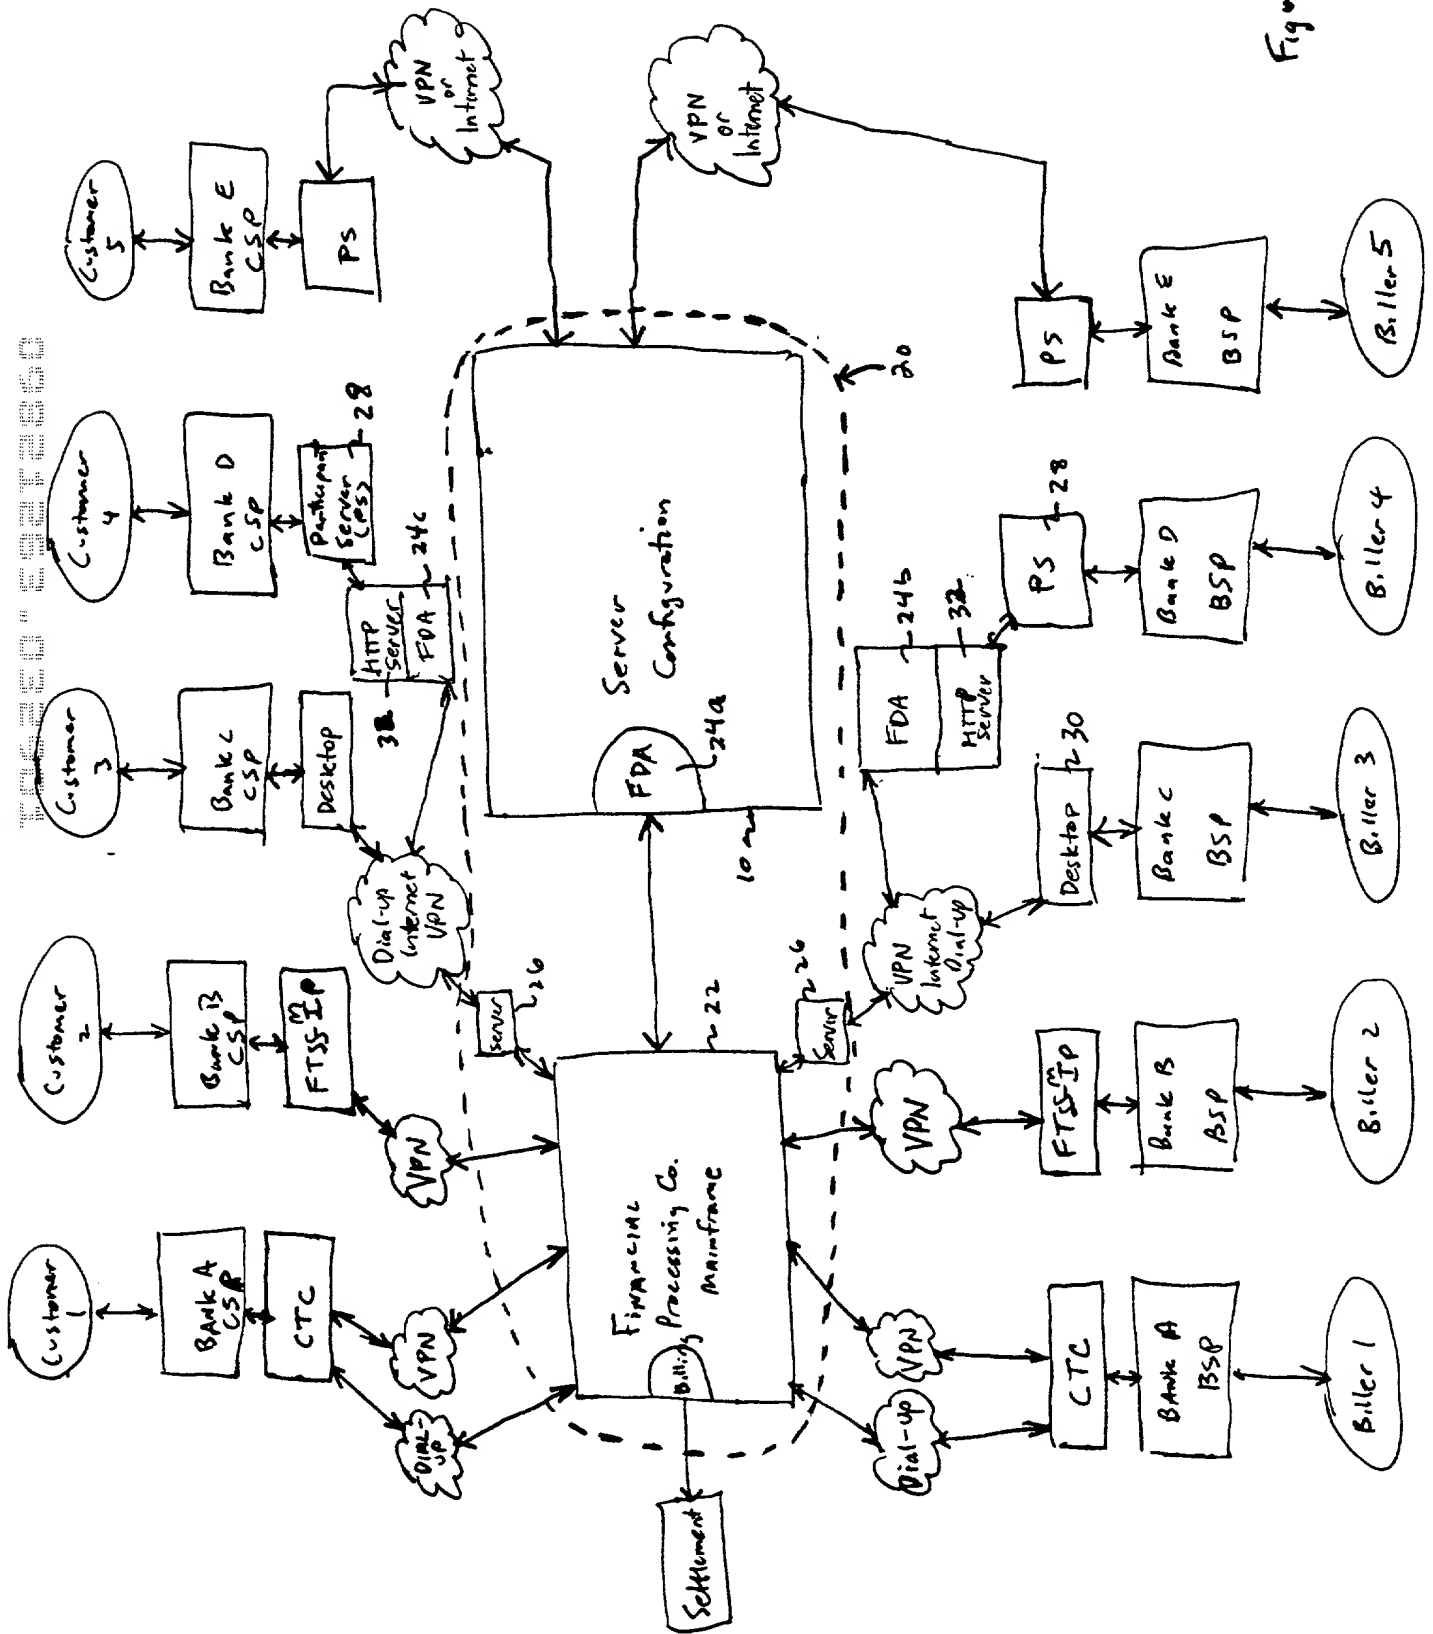 Customer
1
BANK A
CSP
CTC
DIAL-
UP
VPN
Customer
2
Bank B
CSP
FTSS MIP
VPN
Customer
3
Bank C
CSP
Desktop
Dial-up
Internet
VPN
Server
26
Customer
4
Bank D
CSP
Participant
Server
(PS)
28
HTTP
Server
FDA
24c
32
Customer
5
Bank E
CSP
PS
VPN
or
Internet
Settlement
Billing
FINANCIAL
Processing Co.
Mainframe
22
FDA
24a
Server
Configuration
10
20
VPN
or
Internet
Dial-up
VPN
CTC
BANK A
BSP
Biller 1
VPN
FTSS MIP
Bank B
BSP
Biller 2
Server
26
VPN
Internet
Dial-up
Desktop
30
Bank C
BSP
Biller 3
FDA
24b
HTTP
Server
32
PS
28
Bank D
BSP
Biller 4
PS
Bank E
BSP
Biller 5